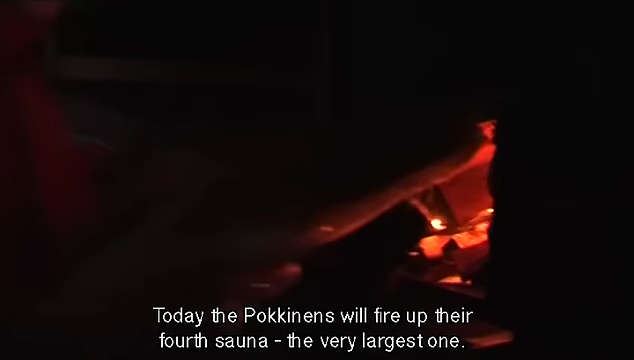 Today the Pokkinens will fire up their
fourth sauna - the very largest one.